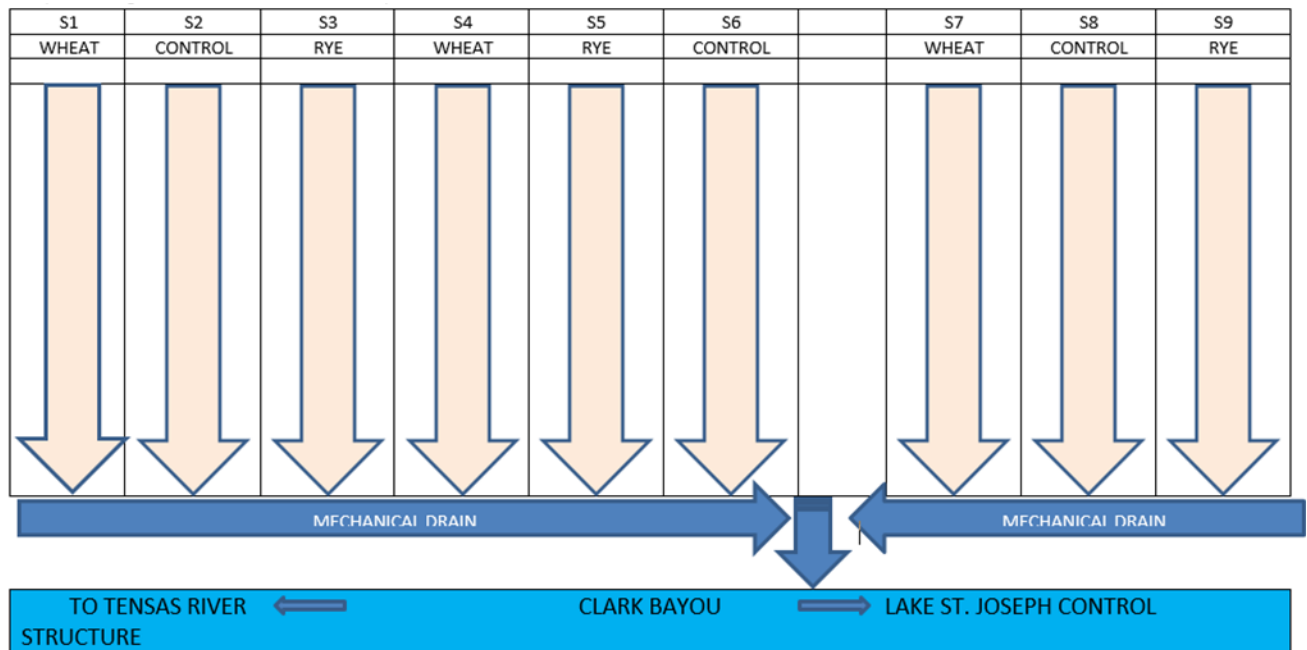 S1 S2 S3 S4 S5 S6 S7 S8 S9
WHEAT CONTROL RYE WHEAT RYE CONTROL WHEAT CONTROL RYE
MECHANICAL DRAIN MECHANICAL DRAIN
TO TENSAS RIVER CLARK BAYOU LAKE ST. JOSEPH CONTROL
STRUCTURE